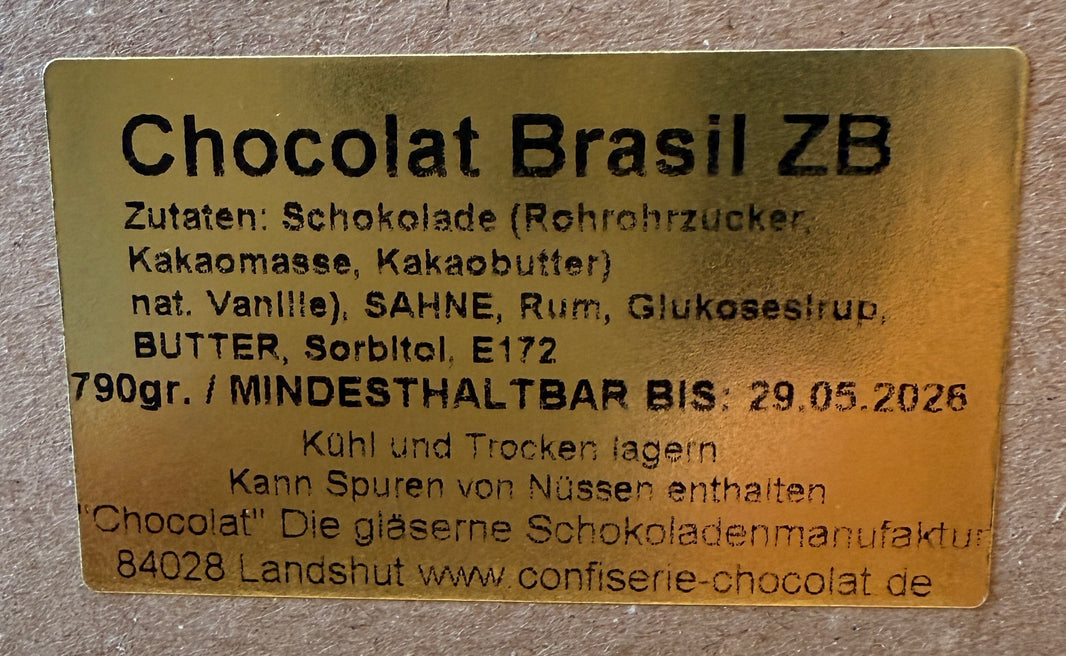 Chocolat Brasil ZB
Zutaten: Schokolade (Rohrohrzucker,
Kakaomasse, Kakaobutter)
nat. Vanille), SAHNE, Rum, Glukosesirup,
BUTTER, Sorbitol, E172
790gr. / MINDESTHALTBAR BIS: 29.05.2026
Kühl und Trocken lagern
Kann Spuren von Nüssen enthalten
"Chocolat" Die gläserne Schokoladenmanufaktur
84028 Landshut www.confiserie-chocolat.de